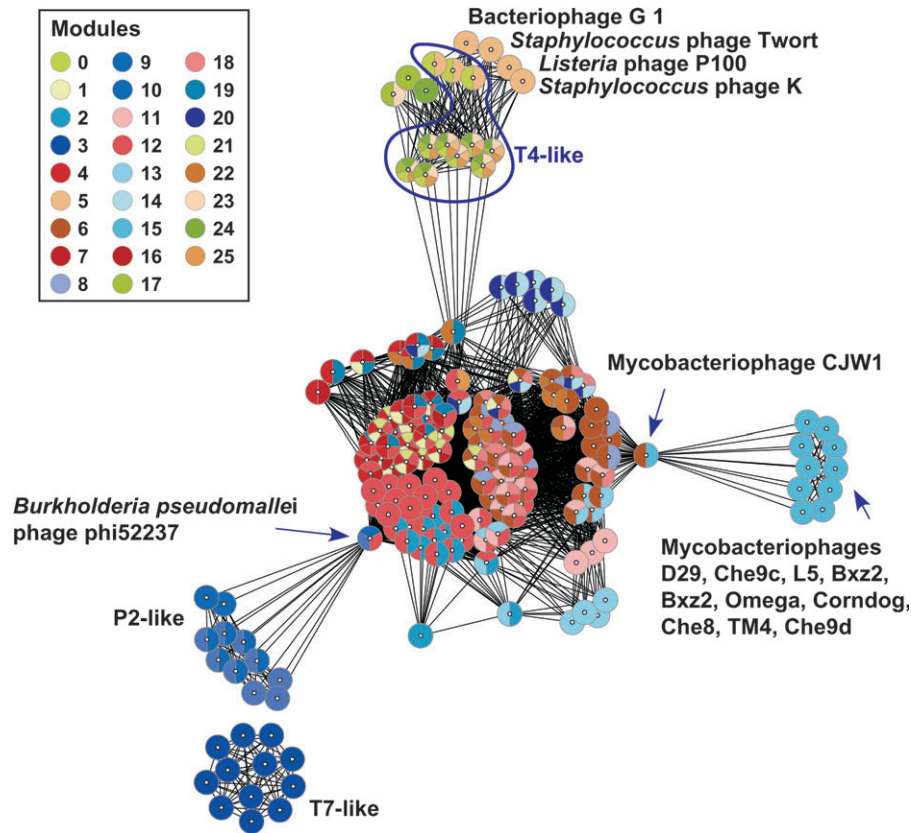 Modules
0 9 18
1 10 19
2 11 20
3 12 21
4 13 22
5 14 23
6 15 24
7 16 25
8 17
Bacteriophage G 1
Staphylococcus phage Twort
Listeria phage P100
Staphylococcus phage K
T4-like
Mycobacteriophage CJW1
Burkholderia pseudomallei
phage phi52237
Mycobacteriophages
D29, Che9c, L5, Bxz2,
Bxz2, Omega, Corndog,
Che8, TM4, Che9d
P2-like
T7-like